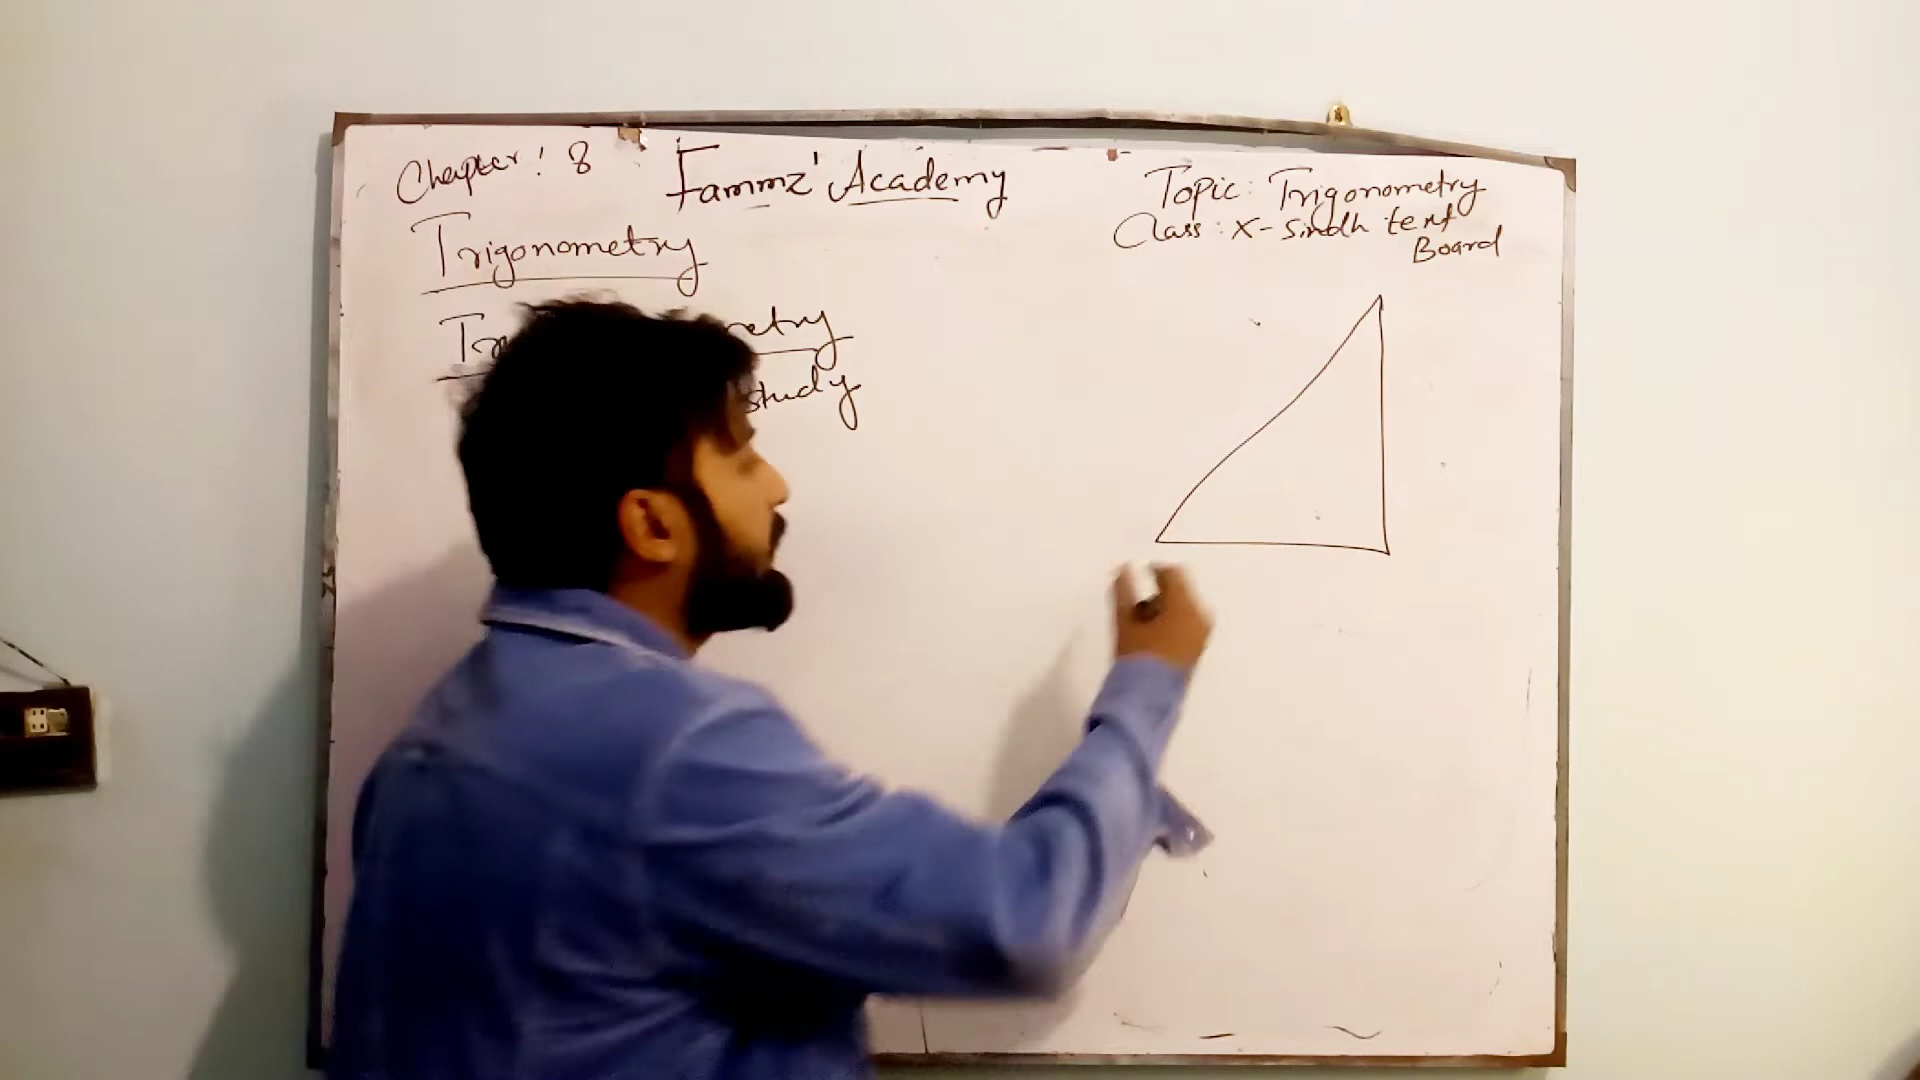 Chapter! 8
Fammz' Academy
Topic: Trigonometry
Class: X- Sindh text
Board
Trigonometry
study